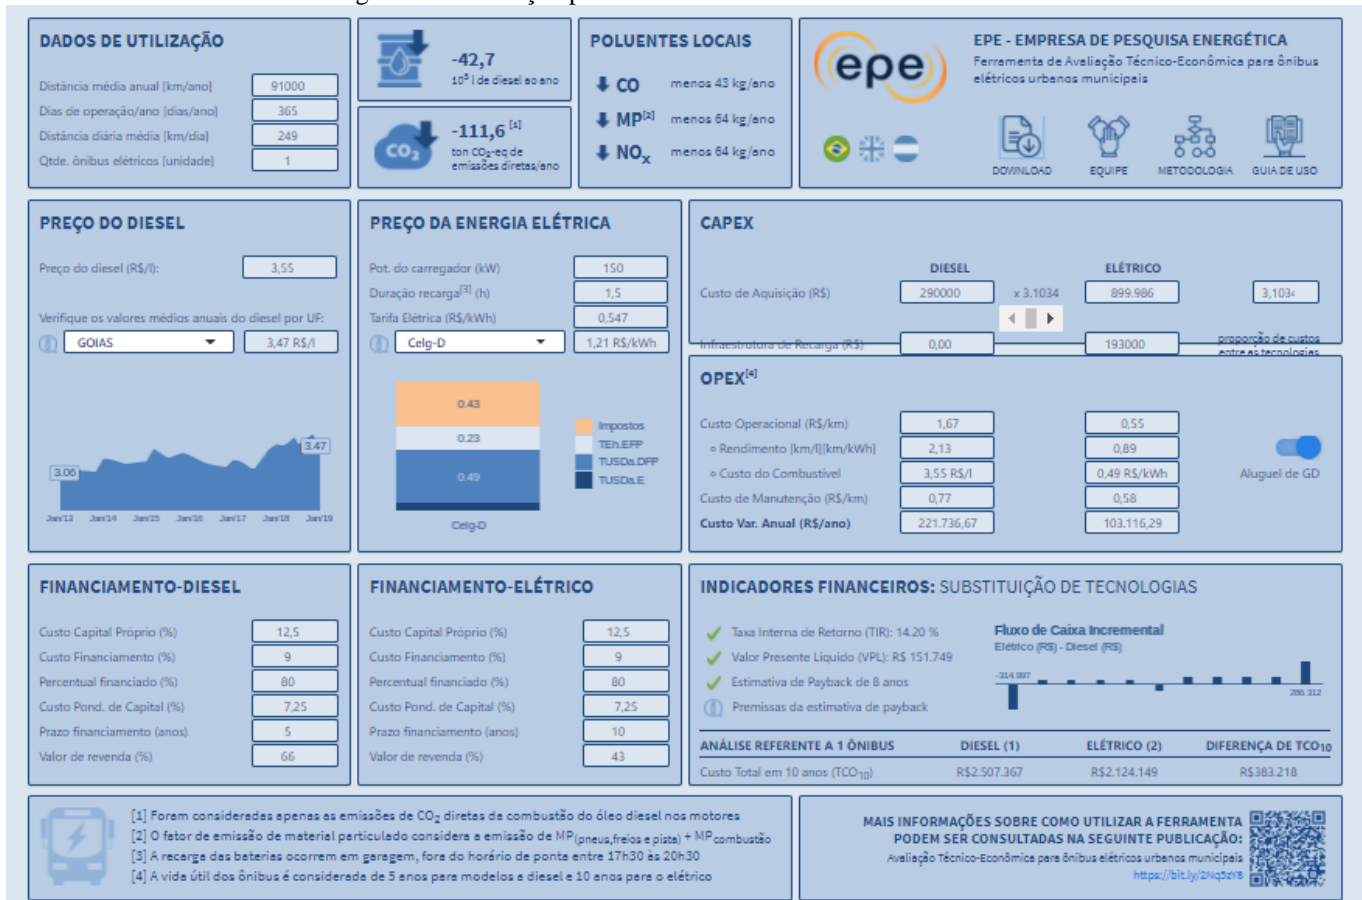 DADOS DE UTILIZAÇÃO
Distância média anual [km/ano] 91000
Dias de operação/ano [dias/ano] 365
Distância diária média [km/dia] 249
Qtde. ônibus elétricos [unidade] 1
-42,7
10³ l de diesel ao ano
CO₂
-111,6 [1]
ton CO₂-eq de
emissões diretas/ano
POLUENTES LOCAIS
CO menos 43 kg/ano
MP[2] menos 64 kg/ano
NOx menos 64 kg/ano
epe
EPE - EMPRESA DE PESQUISA ENERGÉTICA
Ferramenta de Avaliação Técnico-Econômica para ônibus
elétricos urbanos municipais
DOWNLOAD EQUIPE METODOLOGIA GUIA DE USO
PREÇO DO DIESEL
Preço do diesel (R$/l): 3,55
Verifique os valores médios anuais do diesel por UF:
GOIAS 3,47 R$/l
3.06
3.47
Jan/13 Jan/14 Jan/15 Jan/16 Jan/17 Jan/18 Jan/19
PREÇO DA ENERGIA ELÉTRICA
Pot. do carregador (kW) 150
Duração recarga[3] (h) 1,5
Tarifa Elétrica (R$/kWh) 0,547
Celg-D 1,21 R$/kWh
0.43
0.23
0.49
Impostos
TEh.EFP
TUSDa.DFP
TUSDa.E
Celg-D
CAPEX
DIESEL ELÉTRICO
Custo de Aquisição (R$) 290000 x 3.1034 899.986 3,1034
Infraestrutura de Recarga (R$) 0,00 193000 proporção de custos
entre as tecnologias
OPEX[4]
Custo Operacional (R$/km) 1,67 0,55
Rendimento [km/l][km/kWh] 2,13 0,89
Custo do Combustível 3,55 R$/l 0,49 R$/kWh Aluguel de GD
Custo de Manutenção (R$/km) 0,77 0,58
Custo Var. Anual (R$/ano) 221.736,67 103.116,29
FINANCIAMENTO-DIESEL
Custo Capital Próprio (%) 12,5
Custo Financiamento (%) 9
Percentual financiado (%) 80
Custo Pond. de Capital (%) 7,25
Prazo financiamento (anos) 5
Valor de revenda (%) 66
FINANCIAMENTO-ELÉTRICO
Custo Capital Próprio (%) 12,5
Custo Financiamento (%) 9
Percentual financiado (%) 80
Custo Pond. de Capital (%) 7,25
Prazo financiamento (anos) 10
Valor de revenda (%) 43
INDICADORES FINANCEIROS: SUBSTITUIÇÃO DE TECNOLOGIAS
Taxa Interna de Retorno (TIR): 14.20 %
Valor Presente Líquido (VPL): R$ 151.749
Estimativa de Payback de 8 anos
Premissas da estimativa de payback
Fluxo de Caixa Incremental
Elétrico (R$) - Diesel (R$)
-314.997
286.312
ANÁLISE REFERENTE A 1 ÔNIBUS DIESEL (1) ELÉTRICO (2) DIFERENÇA DE TCO10
Custo Total em 10 anos (TCO10) R$2.507.367 R$2.124.149 R$383.218
[1] Foram consideradas apenas as emissões de CO₂ diretas da combustão do óleo diesel nos motores
[2] O fator de emissão de material particulado considera a emissão de MP(pneus,freios e pista) + MPcombustão
[3] A recarga das baterias ocorrem em garagem, fora do horário de ponta entre 17h30 às 20h30
[4] A vida útil dos ônibus é considerada de 5 anos para modelos a diesel e 10 anos para o elétrico
MAIS INFORMAÇÕES SOBRE COMO UTILIZAR A FERRAMENTA
PODEM SER CONSULTADAS NA SEGUINTE PUBLICAÇÃO:
Avaliação Técnico-Econômica para ônibus elétricos urbanos municipais
https://bit.ly/2Nq5zY8